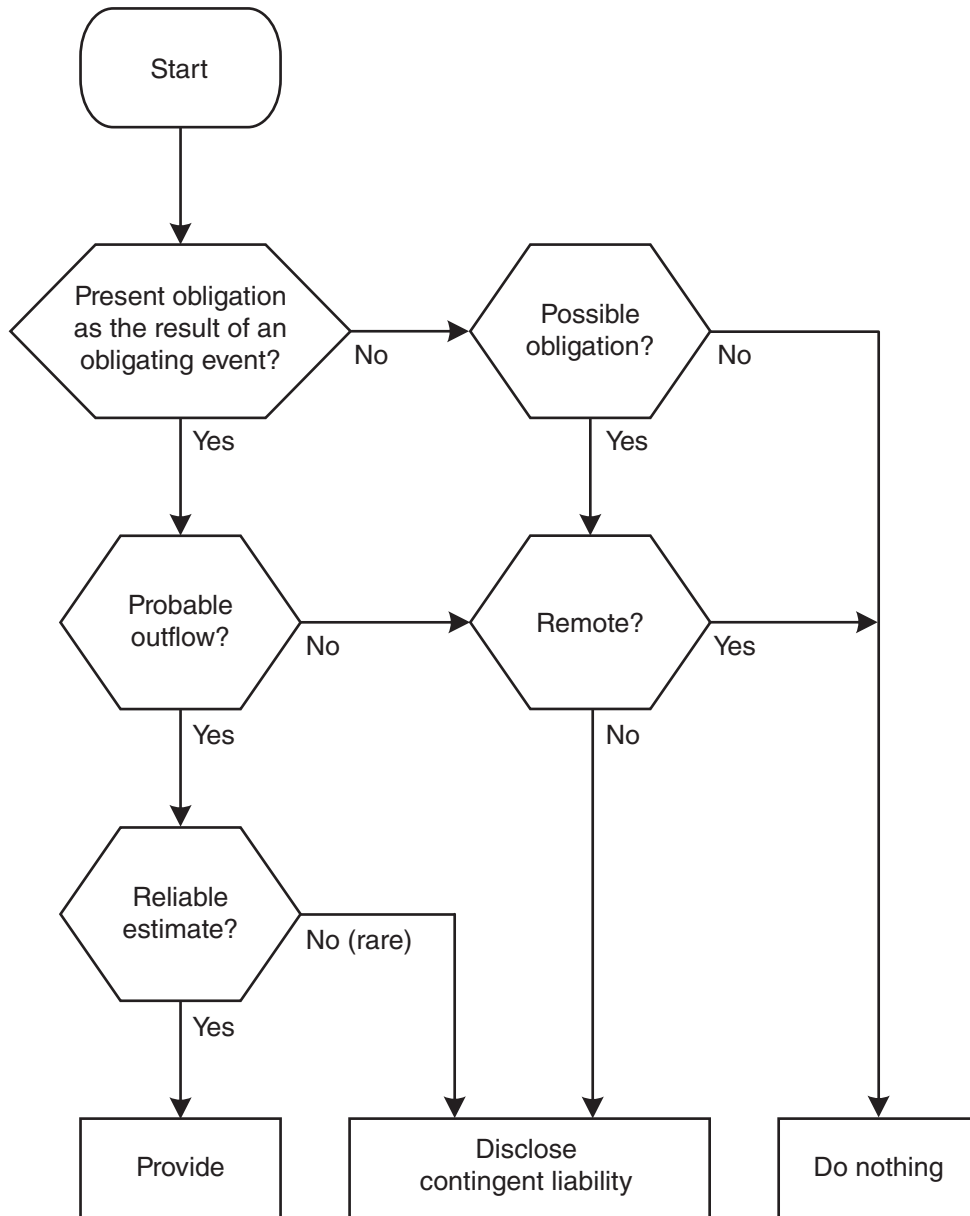 Start
Present obligation
as the result of an
obligating event?
No
Possible
obligation?
No
Yes
Yes
Probable
outflow?
No
Remote?
Yes
Yes
No
Reliable
estimate?
No (rare)
Yes
Provide
Disclose
contingent liability
Do nothing